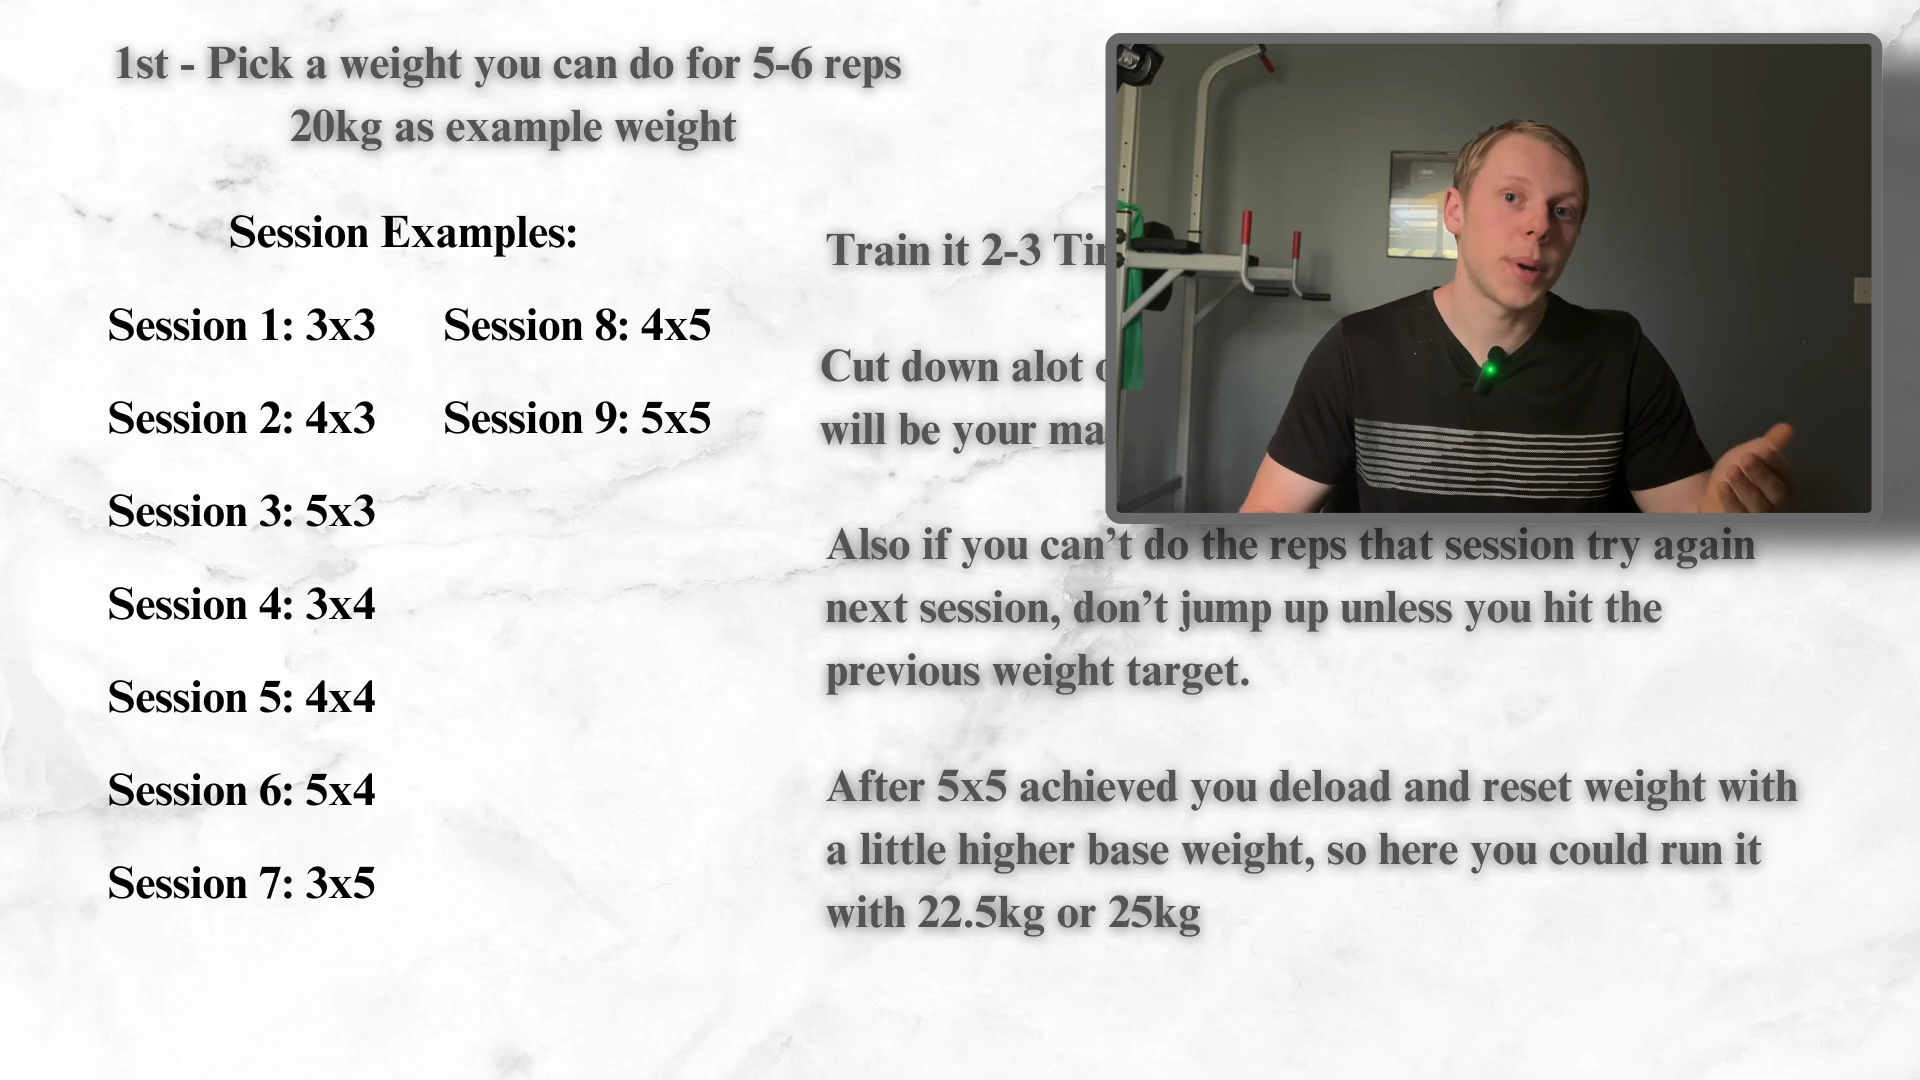 1st - Pick a weight you can do for 5-6 reps
20kg as example weight
Session Examples:
Session 1: 3x3
Session 2: 4x3
Session 3: 5x3
Session 4: 3x4
Session 5: 4x4
Session 6: 5x4
Session 7: 3x5
Session 8: 4x5
Session 9: 5x5
Train it 2-3
Cut down alot
will be your
Also if you can’t do the reps that session try again
next session, don’t jump up unless you hit the
previous weight target.
After 5x5 achieved you deload and reset weight with
a little higher base weight, so here you could run it
with 22.5kg or 25kg